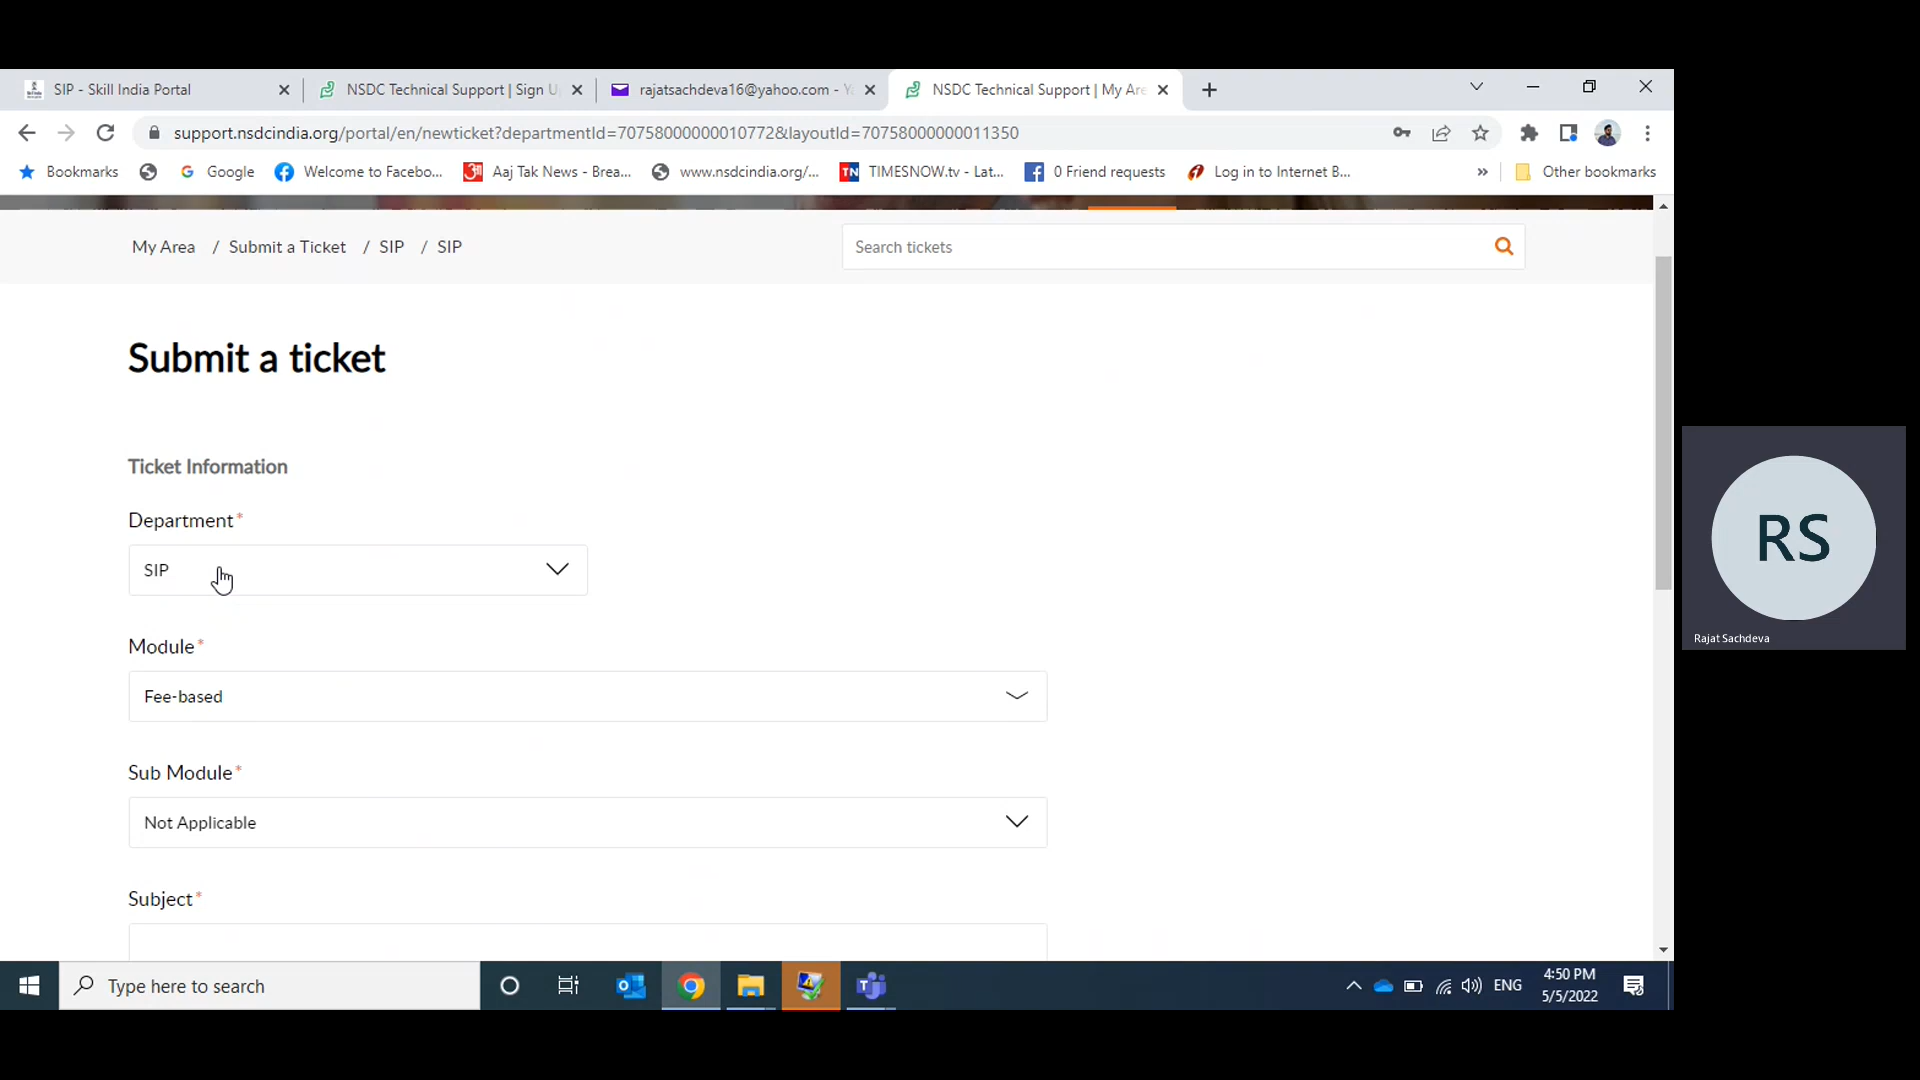 SIP - Skill India Portal
NSDC Technical Support | Sign U
rajatsachdeva16@yahoo.com - Y
NSDC Technical Support | My Are
support.nsdcindia.org/portal/en/newticket?departmentId=70758000000010772&layoutId=70758000000011350
Bookmarks
Google
Welcome to Facebo...
Aaj Tak News - Brea...
www.nsdcindia.org/...
TN
TIMESNOW.tv - Lat...
0 Friend requests
Log in to Internet B...
»
Other bookmarks
My Area / Submit a Ticket / SIP / SIP
Search tickets
Submit a ticket
Ticket Information
Department*
SIP
Module*
Fee-based
Sub Module*
Not Applicable
Subject*
RS
Rajat Sachdeva
Type here to search
ENG
4:50 PM
5/5/2022